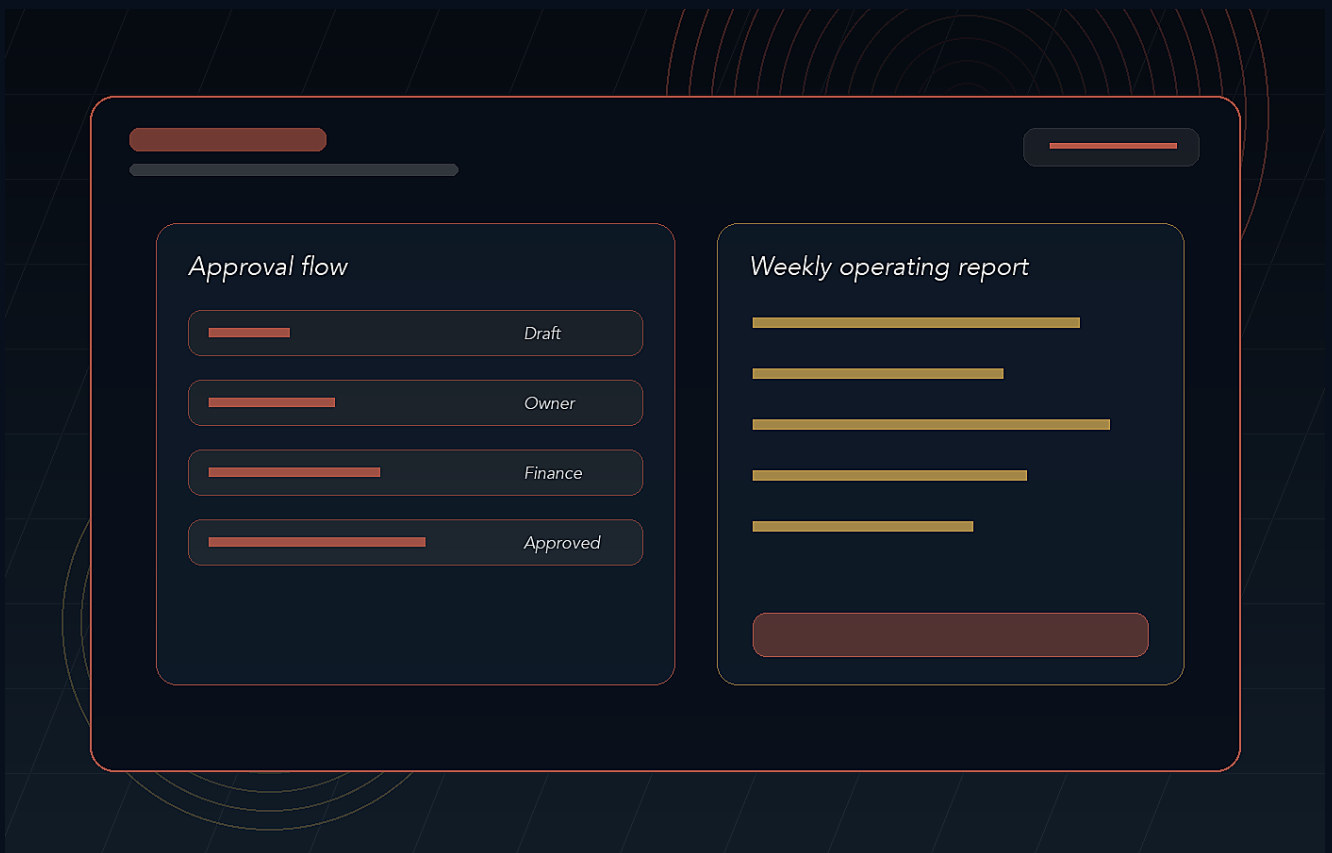 Approval flow
Draft
Owner
Finance
Approved
Weekly operating report